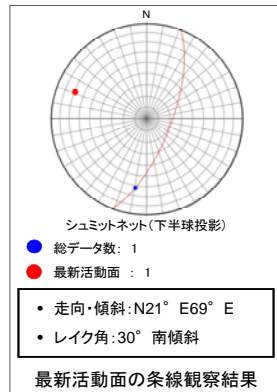 N
シュミットネット(下半球投影)
総データ数: 1
最新活動面 : 1
• 走向・傾斜:N21° E69° E
• レイク角:30° 南傾斜
最新活動面の条線観察結果